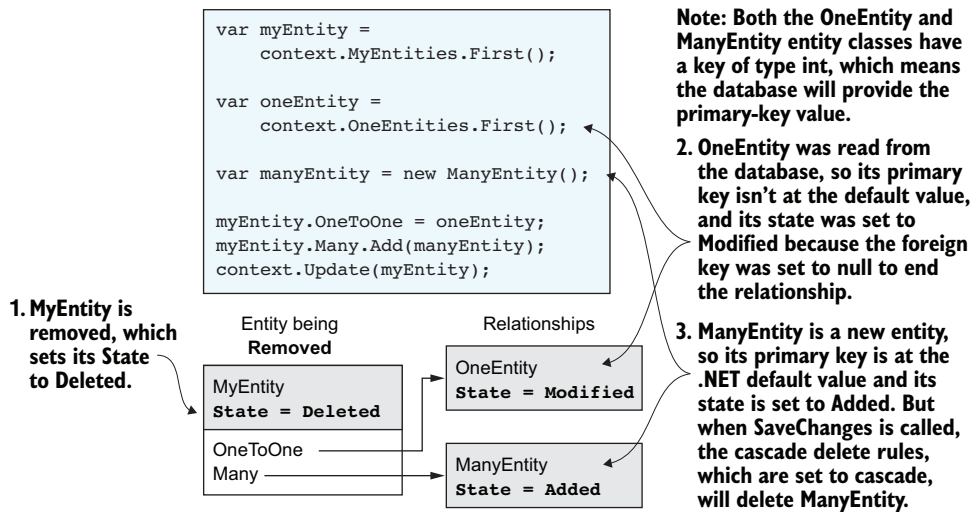 var myEntity =
context.MyEntities.First();
var oneEntity =
context.OneEntities.First();
var manyEntity = new ManyEntity();
myEntity.OneToOne = oneEntity;
myEntity.Many.Add(manyEntity);
context.Update(myEntity);
Note: Both the OneEntity and
ManyEntity entity classes have
a key of type int, which means
the database will provide the
primary-key value.
2. OneEntity was read from
the database, so its primary
key isn't at the default value,
and its state was set to
Modified because the foreign
key was set to null to end
the relationship.
3. ManyEntity is a new entity,
so its primary key is at the
.NET default value and its
state is set to Added. But
when SaveChanges is called,
the cascade delete rules,
which are set to cascade,
will delete ManyEntity.
1. MyEntity is
removed, which
sets its State
to Deleted.
Entity being
Removed
MyEntity
State = Deleted
OneToOne
Many
Relationships
OneEntity
State = Modified
ManyEntity
State = Added